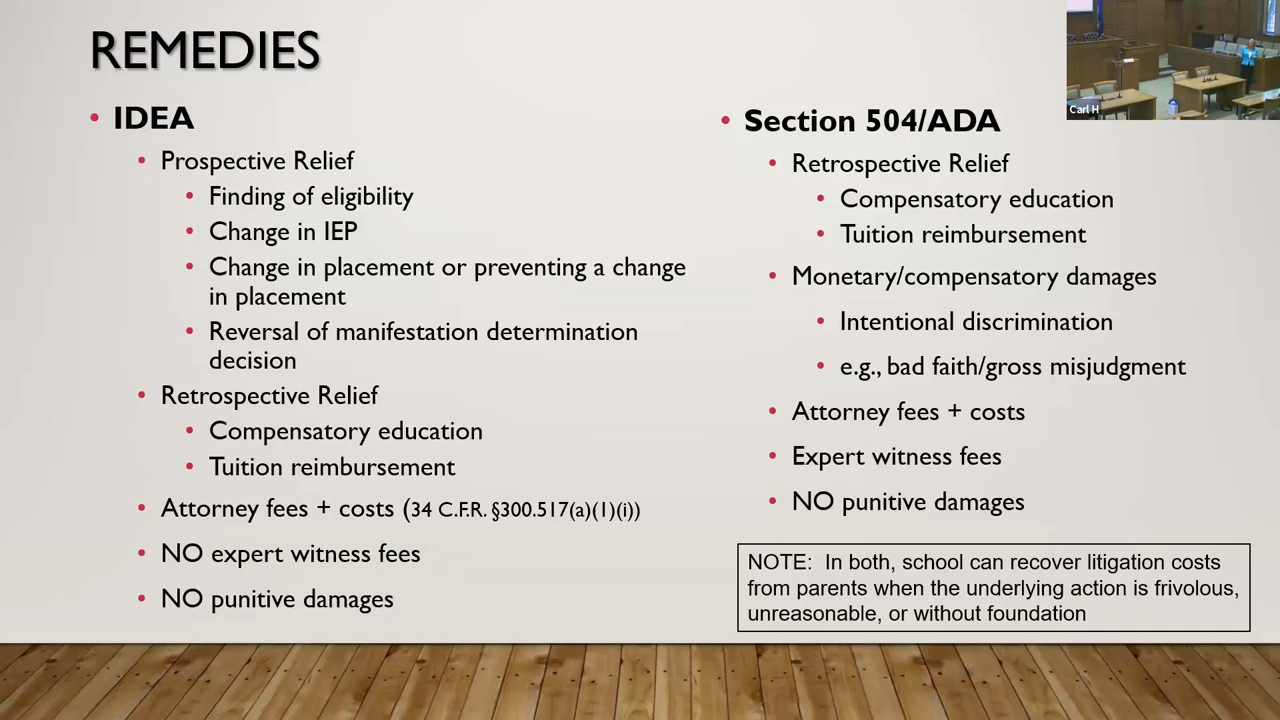 REMEDIES
• IDEA
• Prospective Relief
• Finding of eligibility
• Change in IEP
• Change in placement or preventing a change
in placement
• Reversal of manifestation determination
decision
• Retrospective Relief
• Compensatory education
• Tuition reimbursement
• Attorney fees + costs (34 C.F.R. §300.517(a)(1)(i))
• NO expert witness fees
• NO punitive damages
• Section 504/ADA
• Retrospective Relief
• Compensatory education
• Tuition reimbursement
• Monetary/compensatory damages
• Intentional discrimination
• e.g., bad faith/gross misjudgment
• Attorney fees + costs
• Expert witness fees
• NO punitive damages
NOTE: In both, school can recover litigation costs
from parents when the underlying action is frivolous,
unreasonable, or without foundation
Carl H